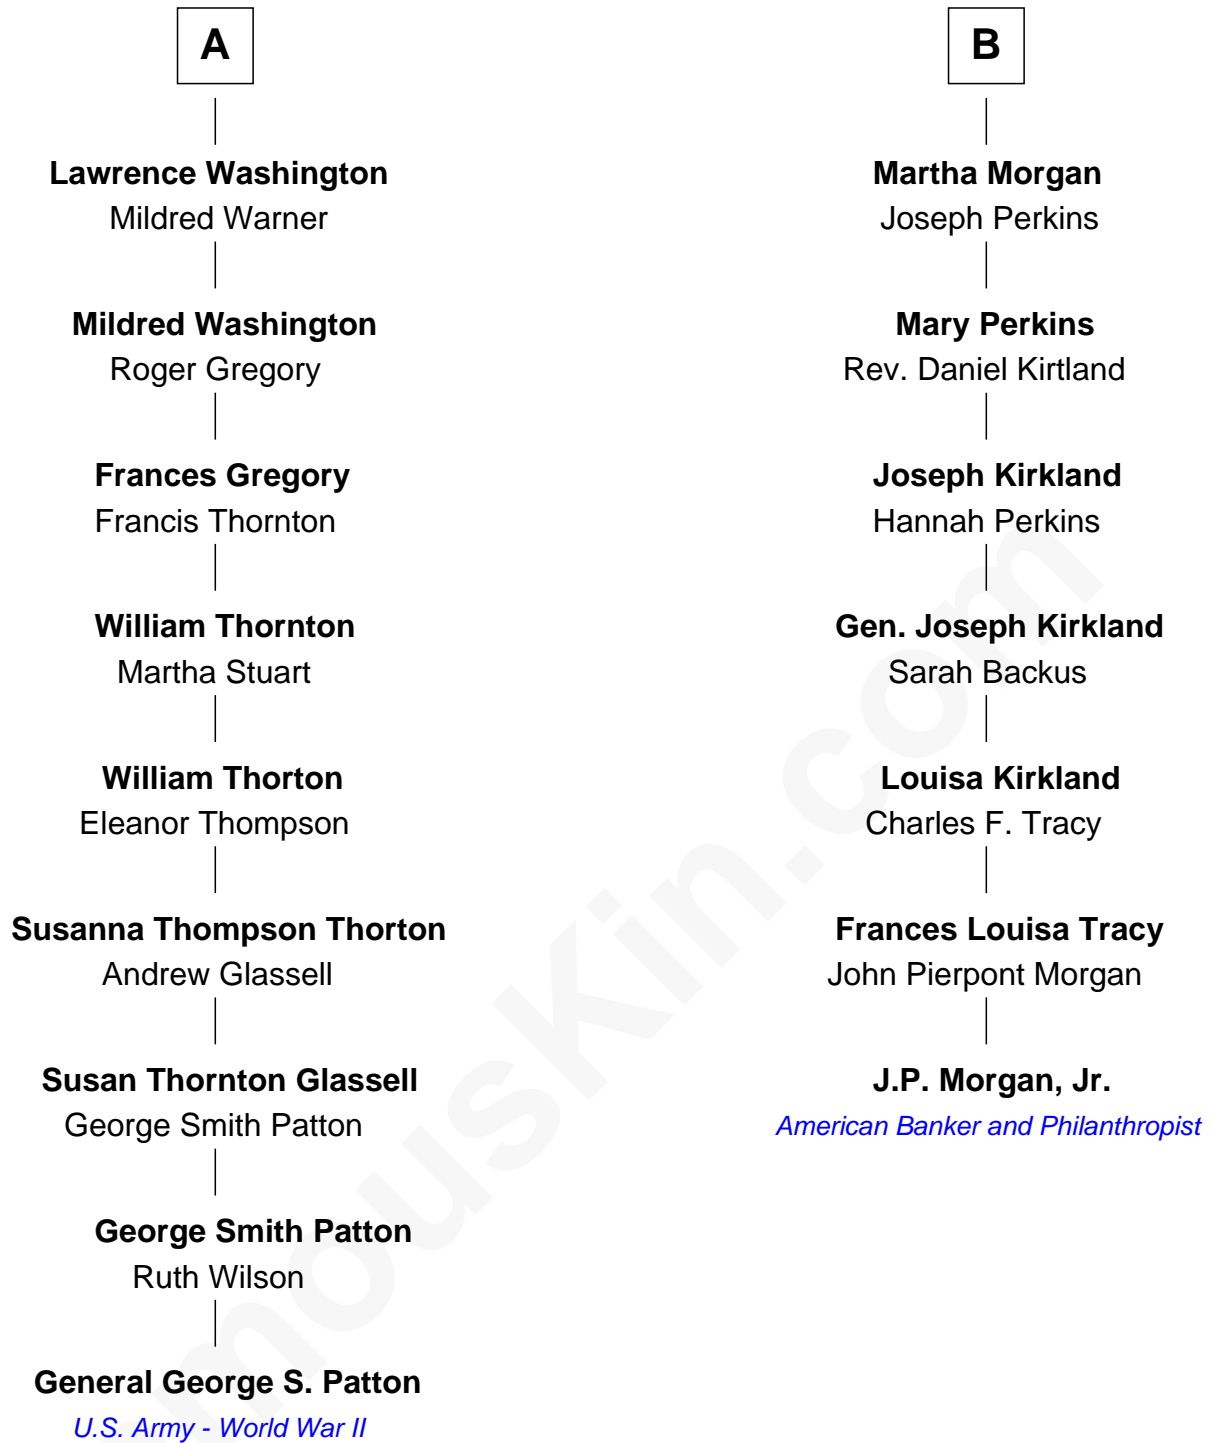 A
Lawrence Washington
Mildred Warner
Mildred Washington
Roger Gregory
Frances Gregory
Francis Thornton
William Thornton
Martha Stuart
William Thorton
Eleanor Thompson
Susanna Thompson Thorton
Andrew Glassell
Susan Thornton Glassell
George Smith Patton
George Smith Patton
Ruth Wilson
General George S. Patton
U.S. Army - World War II
B
Martha Morgan
Joseph Perkins
Mary Perkins
Rev. Daniel Kirtland
Joseph Kirkland
Hannah Perkins
Gen. Joseph Kirkland
Sarah Backus
Louisa Kirkland
Charles F. Tracy
Frances Louisa Tracy
John Pierpont Morgan
J.P. Morgan, Jr.
American Banker and Philanthropist
mousKin.com